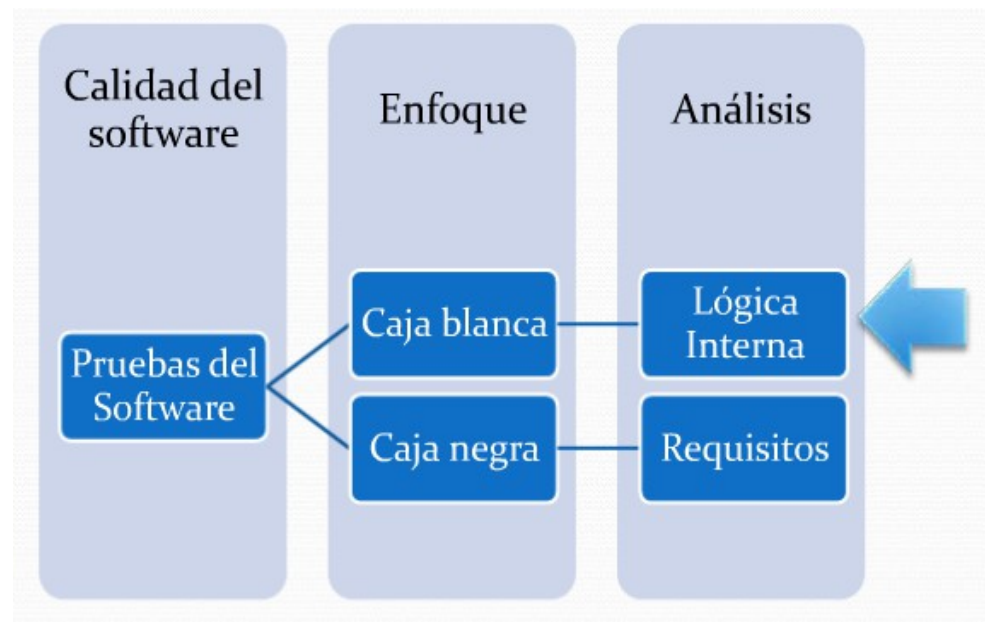 Calidad del
software
Enfoque
Análisis
Pruebas del
Software
Caja blanca
Caja negra
Lógica
Interna
Requisitos